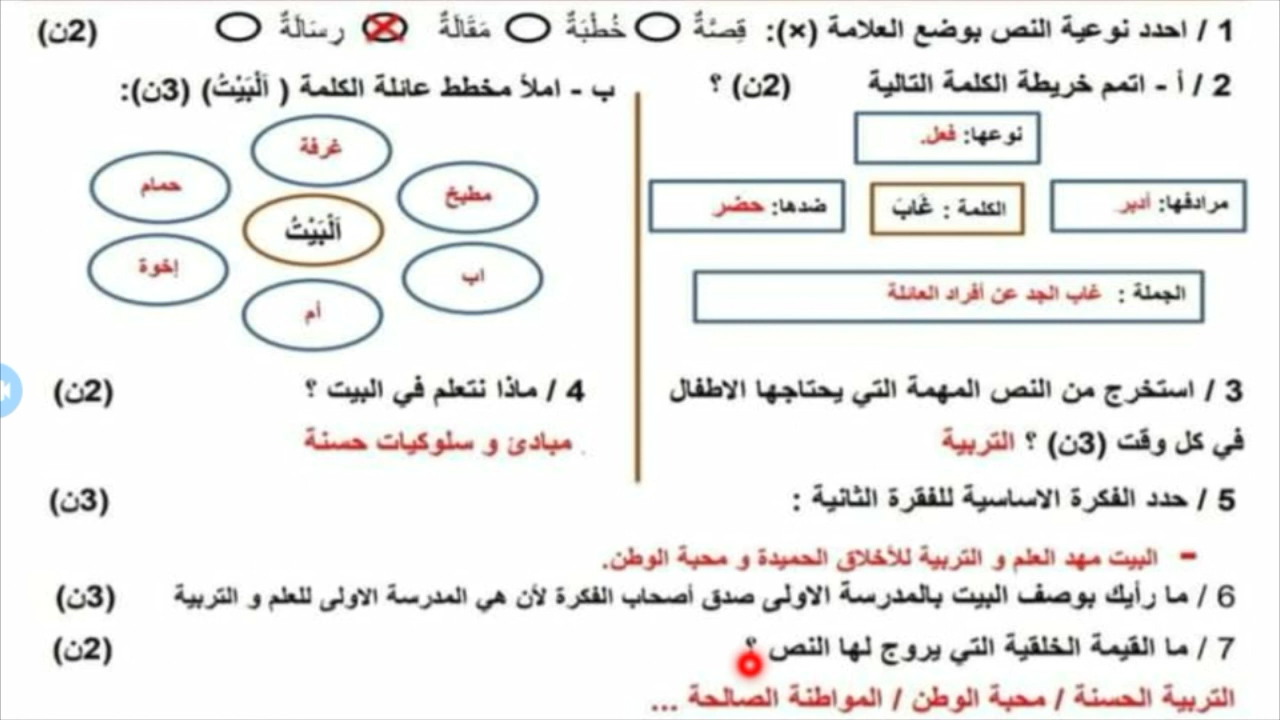 1 / احدد نوعية النص بوضع العلامة (×): قِصَّةٌ خُطْبَةٌ مَقَالَةٌ رِسَالَةٌ (2ن)
2 / أ - اتمم خريطة الكلمة التالية (2ن) ؟
نوعها: فعل.
مرادفها: أدبر
الكلمة : غَابَ
ضدها: حضر
الجملة : غاب الجد عن أفراد العائلة
ب - املأ مخطط عائلة الكلمة ( اَلْبَيْتُ) (3ن):
غرفة
مطبخ
حمام
اَلْبَيْتُ
اب
إخوة
أم
3 / استخرج من النص المهمة التي يحتاجها الاطفال
في كل وقت (3ن) ؟ التربية
4 / ماذا نتعلم في البيت ؟ (2ن)
مبادئ و سلوكيات حسنة .
5 / حدد الفكرة الاساسية للفقرة الثانية : (3ن)
- البيت مهد العلم و التربية للأخلاق الحميدة و محبة الوطن.
6 / ما رأيك بوصف البيت بالمدرسة الاولى صدق أصحاب الفكرة لأن هي المدرسة الاولى للعلم و التربية (3ن)
7 / ما القيمة الخلقية التي يروج لها النص ؟ (2ن)
التربية الحسنة / محبة الوطن / المواطنة الصالحة ...